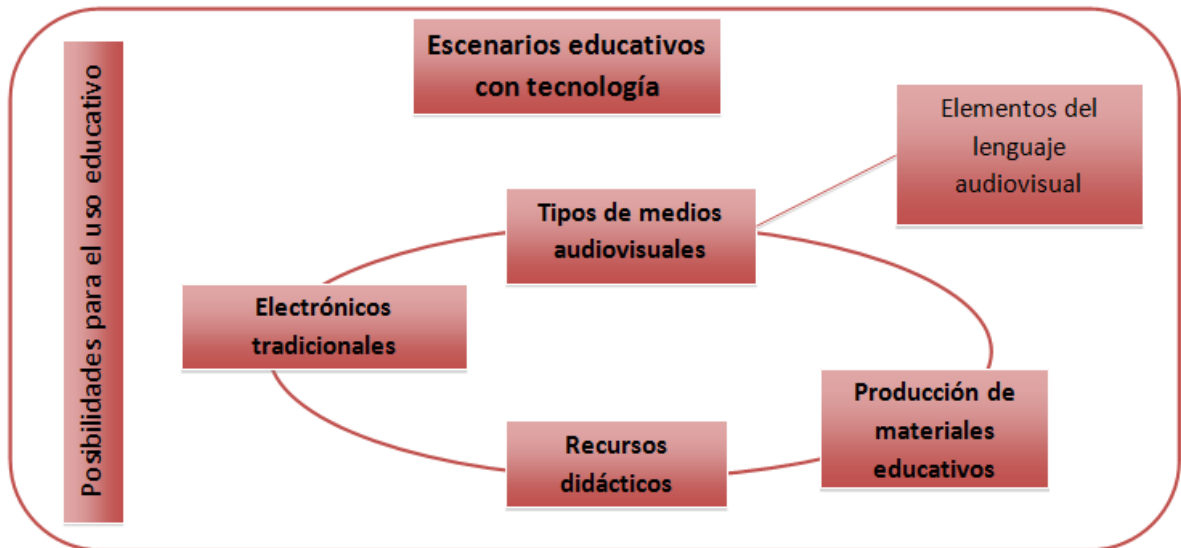 Escenarios educativos
con tecnología
Posibilidades para el uso educativo
Elementos del
lenguaje
audiovisual
Tipos de medios
audiovisuales
Electrónicos
tradicionales
Producción de
materiales
educativos
Recursos
didácticos